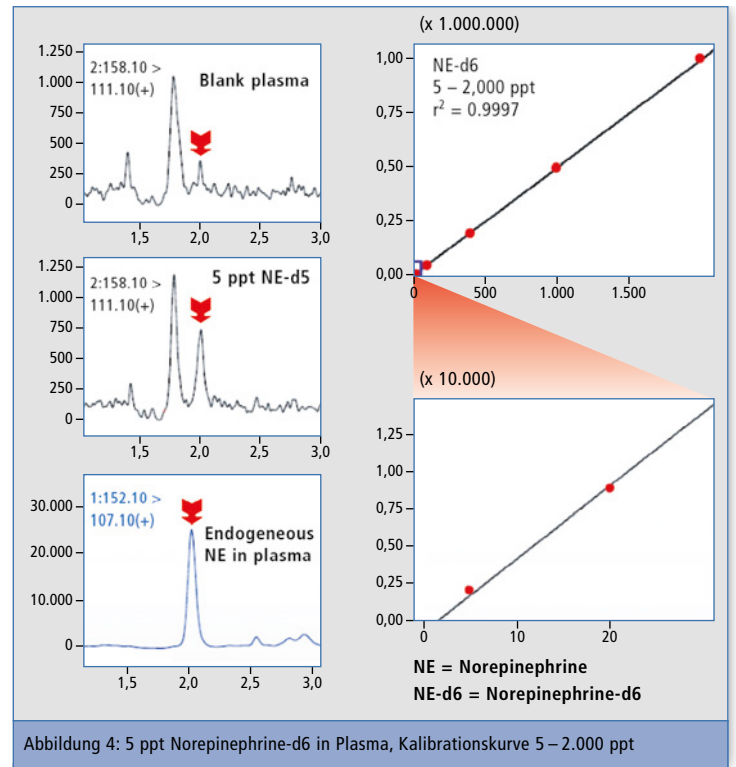 1.250
1.000
750
500
250
0
2:158.10 >
111.10(+)
Blank plasma
1,5 2,0 2,5 3,0
1.250
1.000
750
500
250
0
2:158.10 >
111.10(+)
5 ppt NE-d5
1,5 2,0 2,5 3,0
30.000
20.000
10.000
0
1:152.10 >
107.10(+)
Endogeneous
NE in plasma
1,5 2,0 2,5 3,0
(x 1.000.000)
1,00
0,75
0,50
0,25
0,00
NE-d6
5 – 2,000 ppt
r² = 0.9997
0 500 1.000 1.500
(x 10.000)
1,25
1,00
0,75
0,50
0,25
0,00
0 10 20
NE = Norepinephrine
NE-d6 = Norepinephrine-d6
Abbildung 4: 5 ppt Norepinephrine-d6 in Plasma, Kalibrationskurve 5 – 2.000 ppt